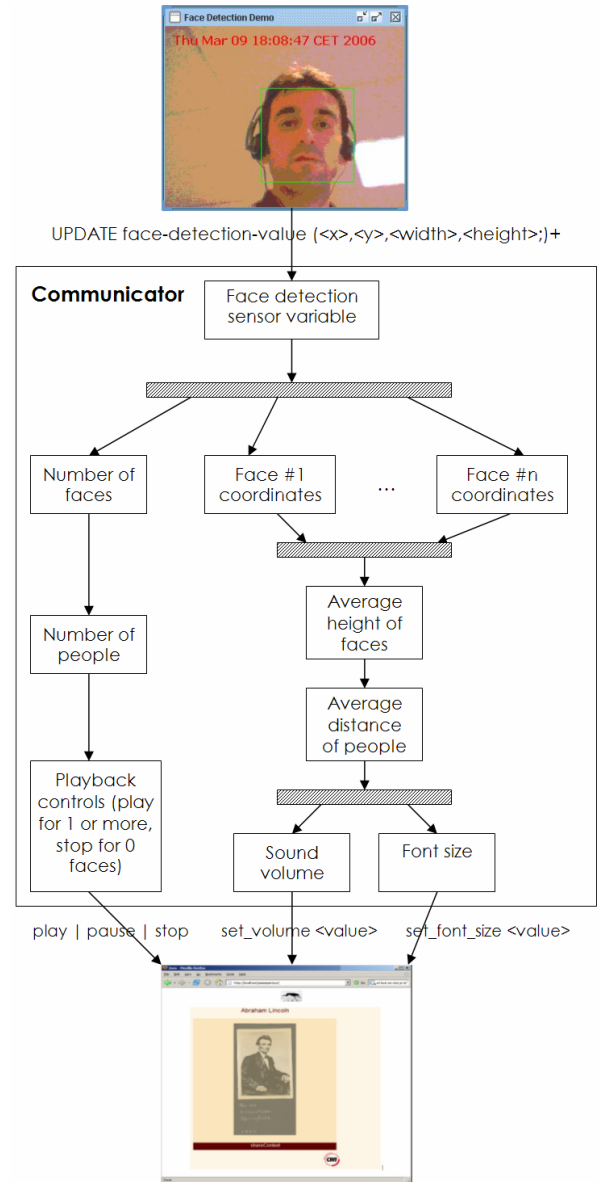 Face Detection Demo
Thu Mar 09 18:08:47 CET 2006
UPDATE face-detection-value (<x>,<y>,<width>,<height>;)+
Communicator
Face detection
sensor variable
Number of
faces
Face #1
coordinates
...
Face #n
coordinates
Average
height of
faces
Number of
people
Average
distance
of people
Playback
controls (play
for 1 or more,
stop for 0
faces)
Sound
volume
Font size
play | pause | stop
set_volume <value>
set_font_size <value>
Abraham Lincoln